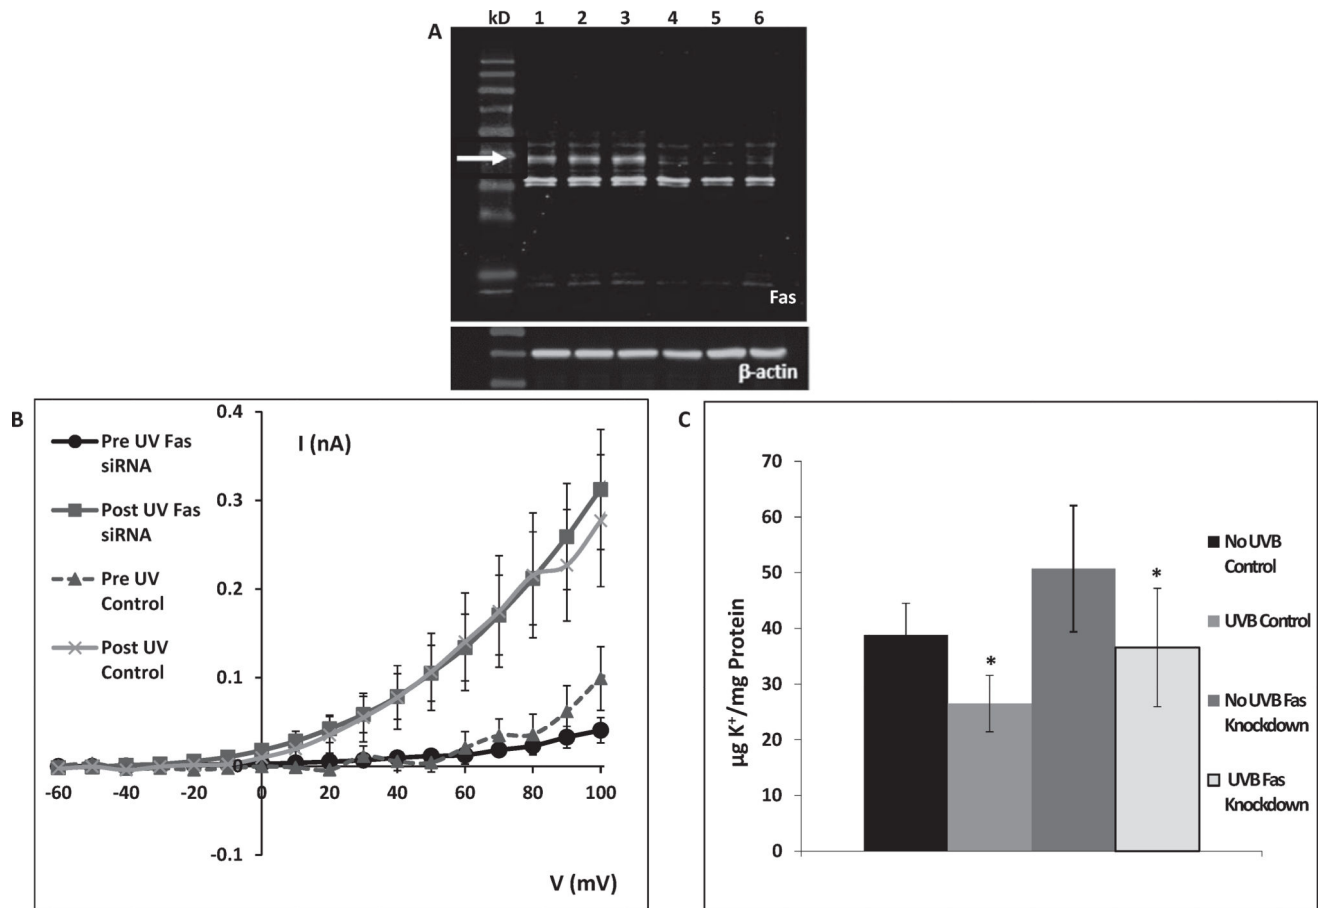 A
kD 1 2 3 4 5 6
Fas
β-actin
B
I (nA)
Pre UV Fas
siRNA
Post UV Fas
siRNA
Pre UV
Control
Post UV
Control
0.4
0.3
0.2
0.1
0
-0.1
-60 -40 -20 0 20 40 60 80 100
V (mV)
C
µg K⁺/mg Protein
70
60
50
40
30
20
10
0
*
*
No UVB
Control
UVB Control
No UVB Fas
Knockdown
UVB Fas
Knockdown